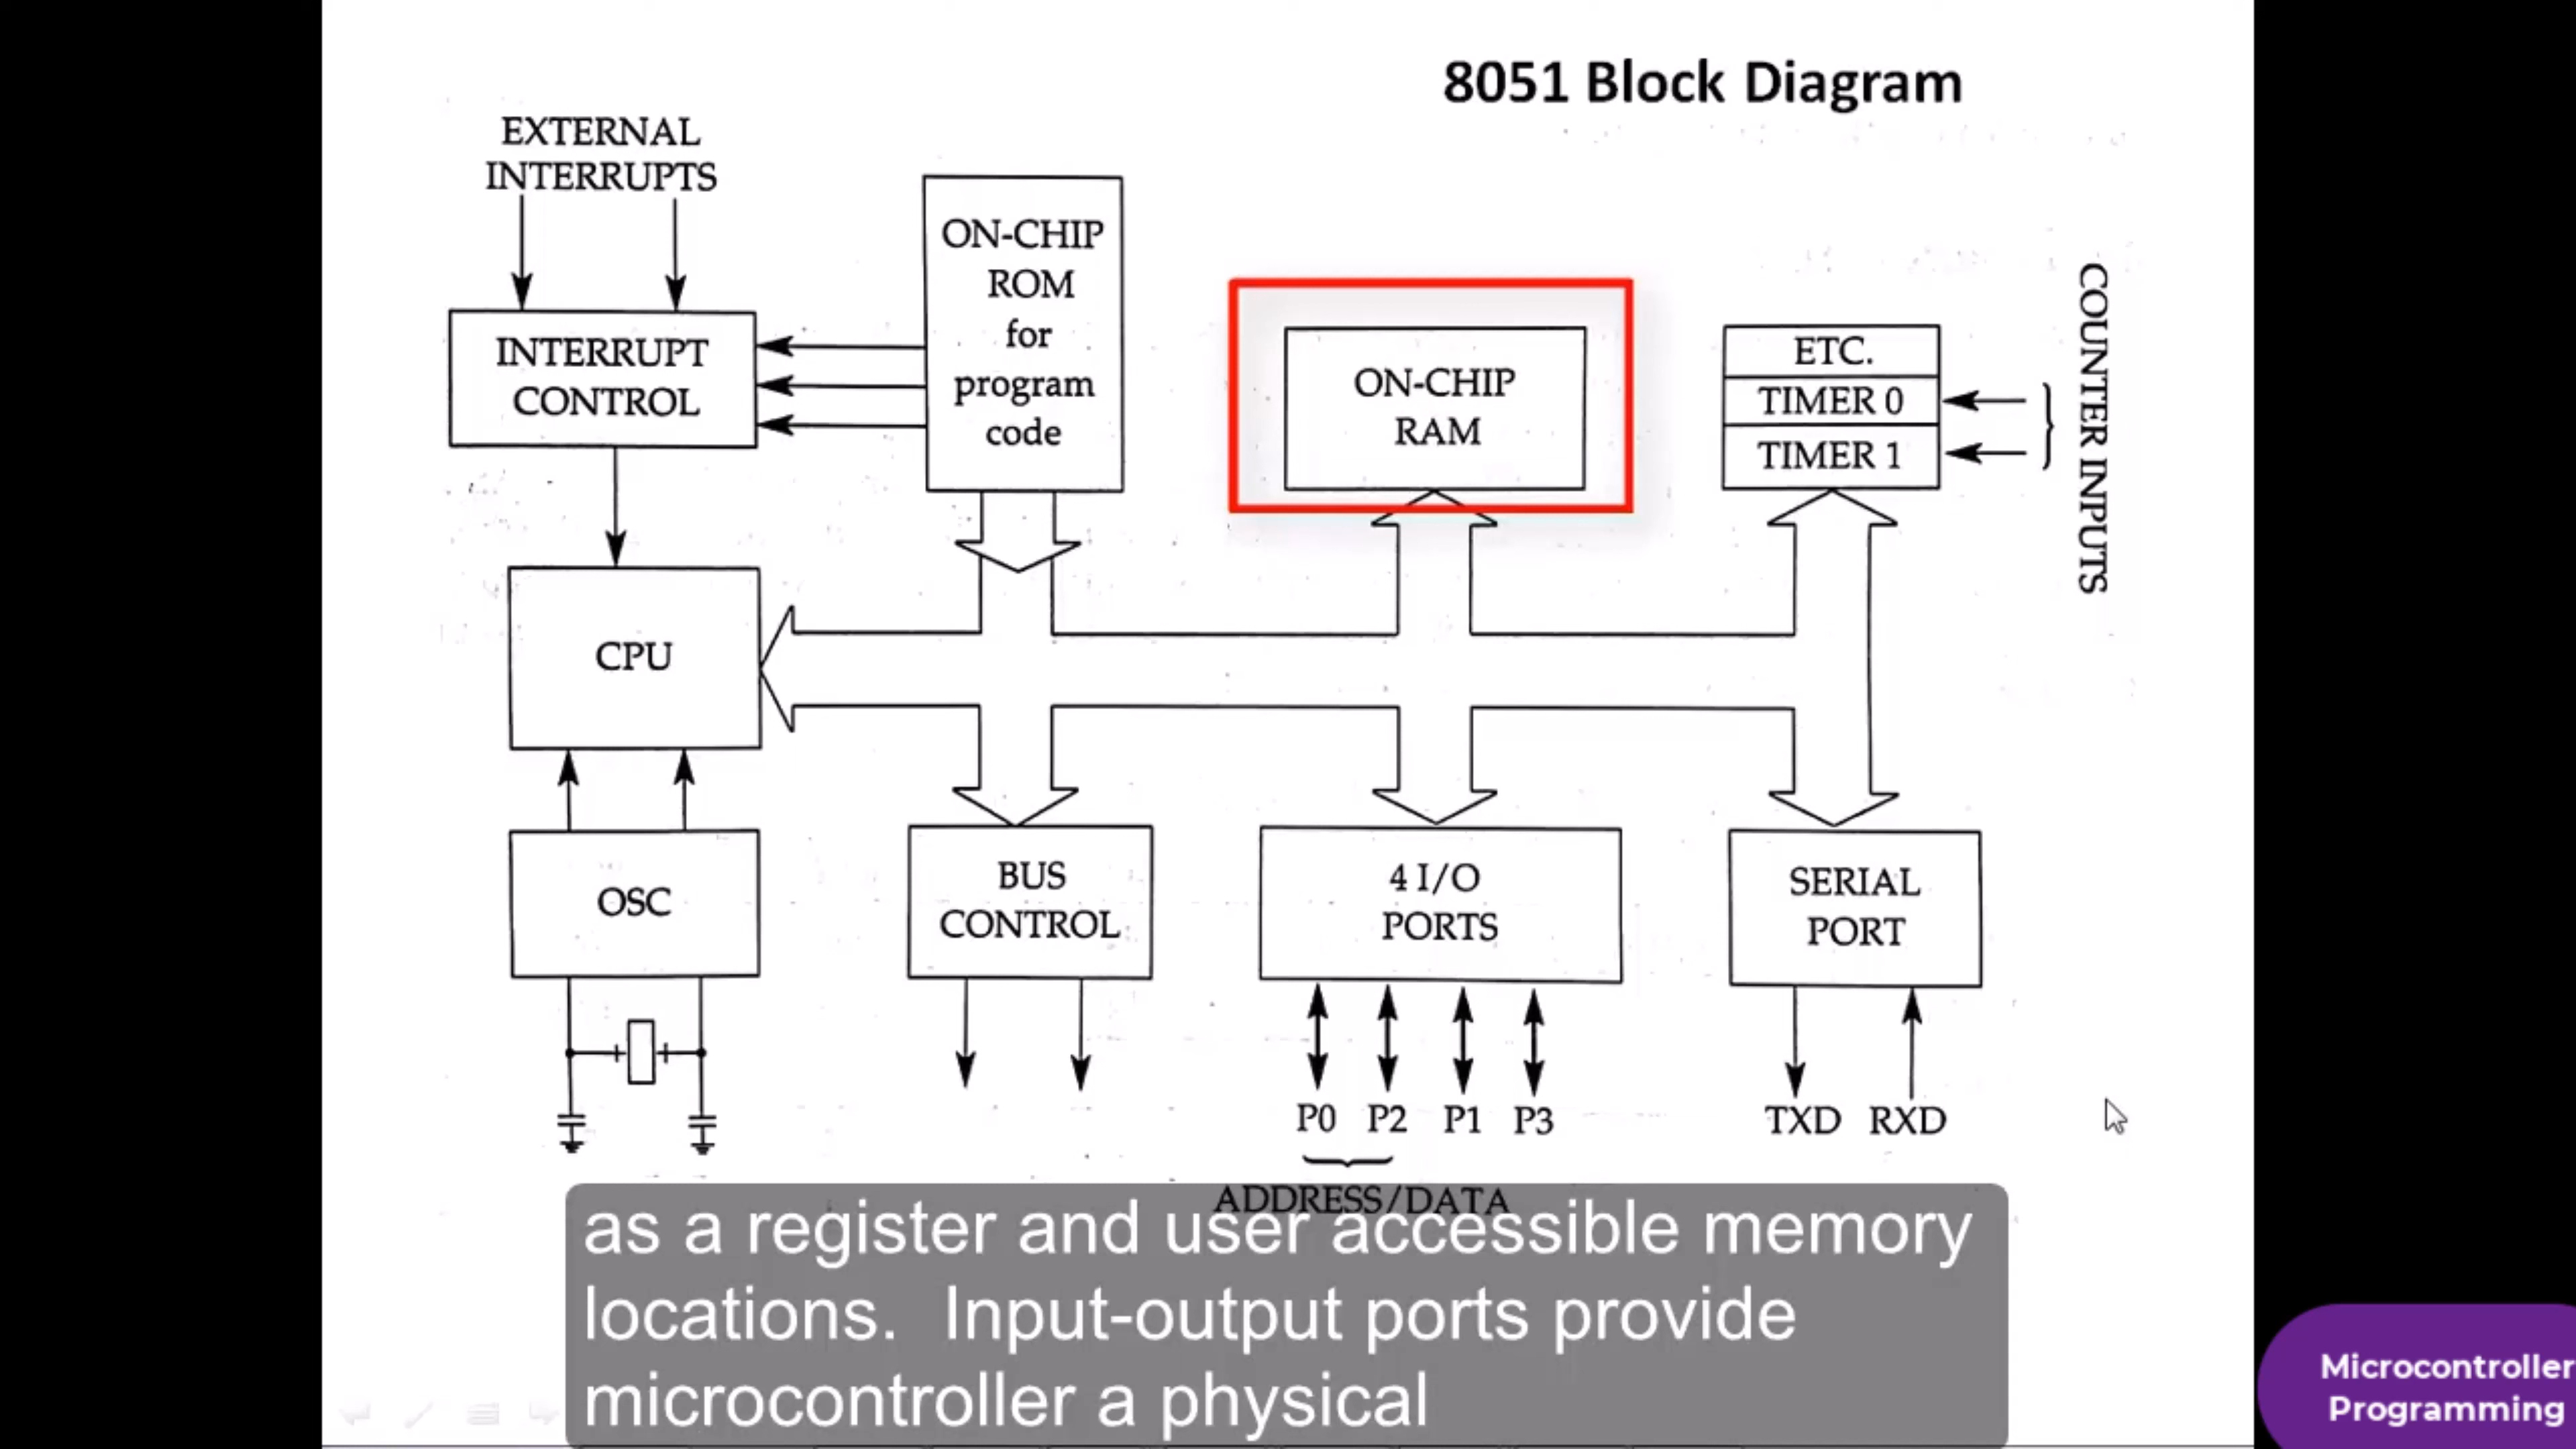 8051 Block Diagram
EXTERNAL
INTERRUPTS
ON-CHIP
ROM
for
program
code
INTERRUPT
CONTROL
ON-CHIP
RAM
ETC.
TIMER 0
TIMER 1
COUNTER INPUTS
CPU
OSC
BUS
CONTROL
4 I/O
PORTS
SERIAL
PORT
P0 P2 P1 P3
TXD RXD
ADDRESS/DATA
as a register and user accessible memory
locations. Input-output ports provide
microcontroller a physical
Microcontroller
Programming